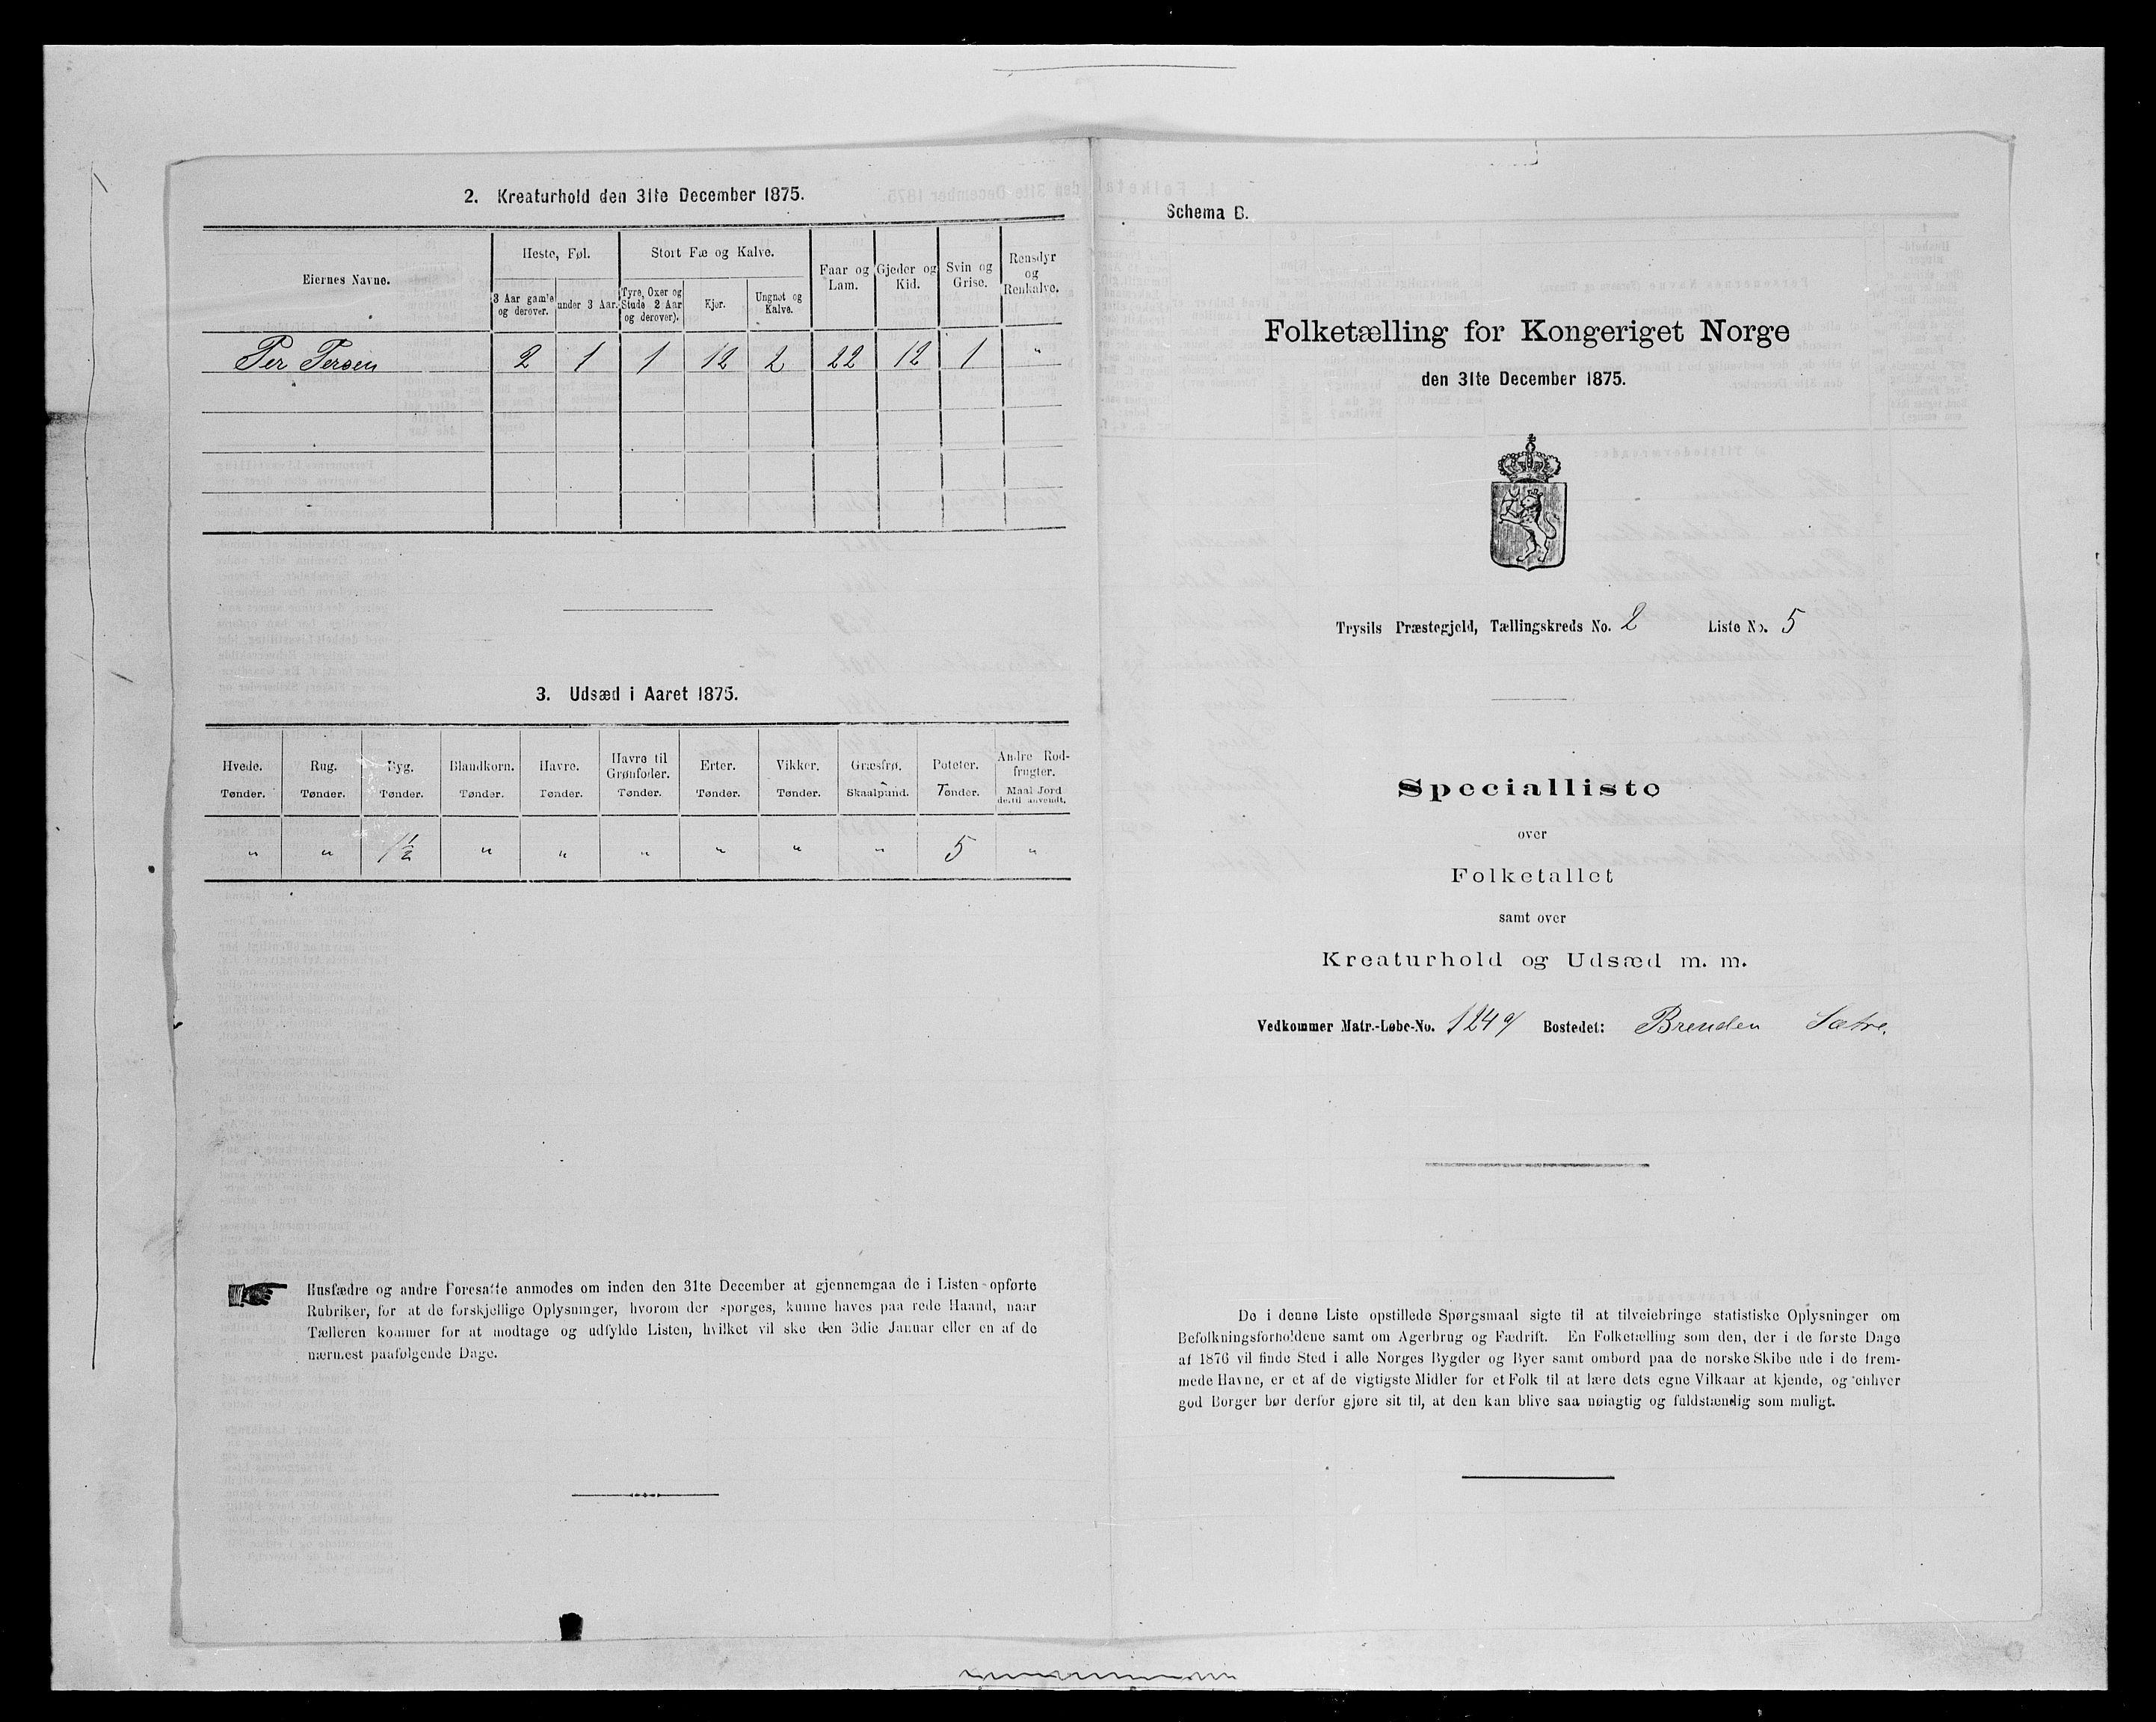 2. Kreaturhold den 31te December 1875.
Eiernes Navne.
Heste, Føl.
Stort Fæ og Kalve.
3 Aar gamle og derover.
under 3 Aar.
Tyre, Oxer og Stude (2 Aar og derover).
Kjør.
Ungnøt og Kalve.
Faar og Lam.
Gjeder og Kid.
Svin og Grise.
Rensdyr og Renkalve.
Per Persen 2 1 1 12 2 22 12 1 "
3. Udsæd i Aaret 1875.
Hvede. Rug. Byg. Blandkorn. Havre. Havre til Grønfoder. Erter. Vikker. Græsfrø. Poteter. Andre Rodfrugter.
Tønder. Tønder. Tønder. Tønder. Tønder. Tønder. Tønder. Tønder. Skaalpund. Tønder. Maal Jord dertil anvendt.
" " 1½ " " " " " " 5 "
Husfædre og andre Foresatte anmodes om inden den 31te December at gjennemgaa de i Listen opførte
Rubriker, for at de forskjellige Oplysninger, hvorom der spørges, kunne haves paa rede Haand, naar
Tælleren kommer for at modtage og udfylde Listen, hvilket vil ske den 3die Januar eller en af de
nærmest paafølgende Dage.
Schema B.
Folketælling for Kongeriget Norge
den 31te December 1875.
Trysils Præstegjeld, Tællingskreds No. 2 Liste No. 5
Specialliste
over
Folketallet
samt over
Kreaturhold og Udsæd m. m.
Vedkommer Matr.-Løbe-No. 124 a/ Bostedet: Brenden Sætre.
De i denne Liste opstillede Spørgsmaal sigte til at tilveiebringe statistiske Oplysninger om
Befolkningsforholdene samt om Agerbrug og Fædrift. En Folketælling som den, der i de første Dage
af 1876 vil finde Sted i alle Norges Bygder og Byer samt ombord paa de norske Skibe ude i de frem-
mede Havne, er et af de vigtigste Midler for et Folk til at lære dets egne Vilkaar at kjende, og enhver
god Borger bør derfor gjøre sit til, at den kan blive saa nøiagtig og fuldstændig som muligt.